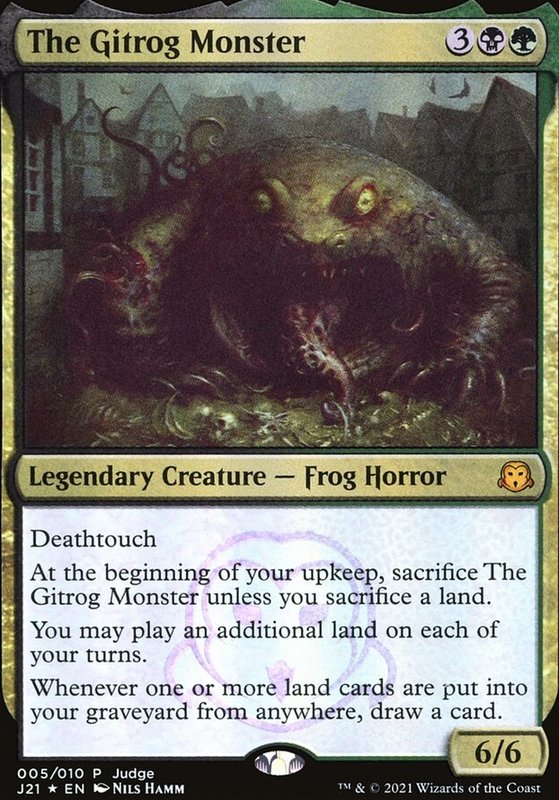 The Gitrog Monster 3
Legendary Creature — Frog Horror
Deathtouch
At the beginning of your upkeep, sacrifice The
Gitrog Monster unless you sacrifice a land.
You may play an additional land on each of
your turns.
Whenever one or more land cards are put into
your graveyard from anywhere, draw a card.
6/6
005/010 P Judge
J21 ★ EN Nils Hamm
™ & © 2021 Wizards of the Coast